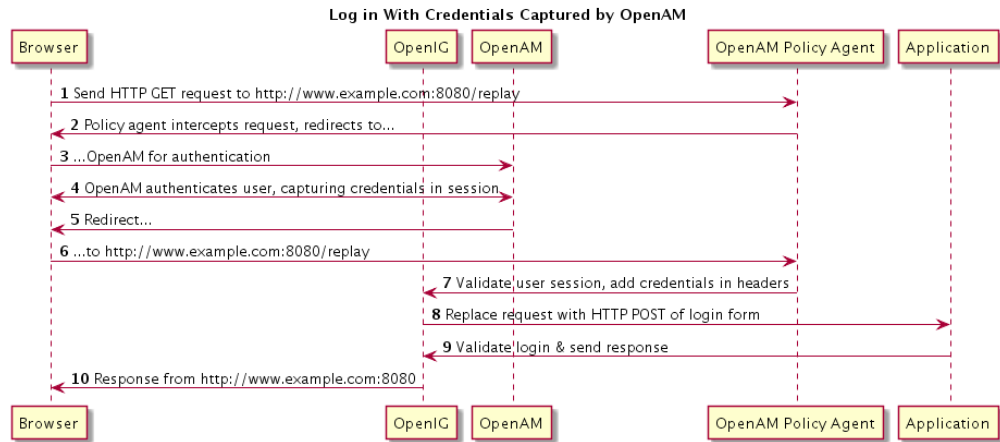 Log in With Credentials Captured by OpenAM
Browser OpenIG OpenAM OpenAM Policy Agent Application
1 Send HTTP GET request to http://www.example.com:8080/replay
2 Policy agent intercepts request, redirects to...
3 ...OpenAM for authentication
4 OpenAM authenticates user, capturing credentials in session
5 Redirect...
6 ...to http://www.example.com:8080/replay
7 Validate user session, add credentials in headers
8 Replace request with HTTP POST of login form
9 Validate login & send response
10 Response from http://www.example.com:8080
Browser OpenIG OpenAM OpenAM Policy Agent Application